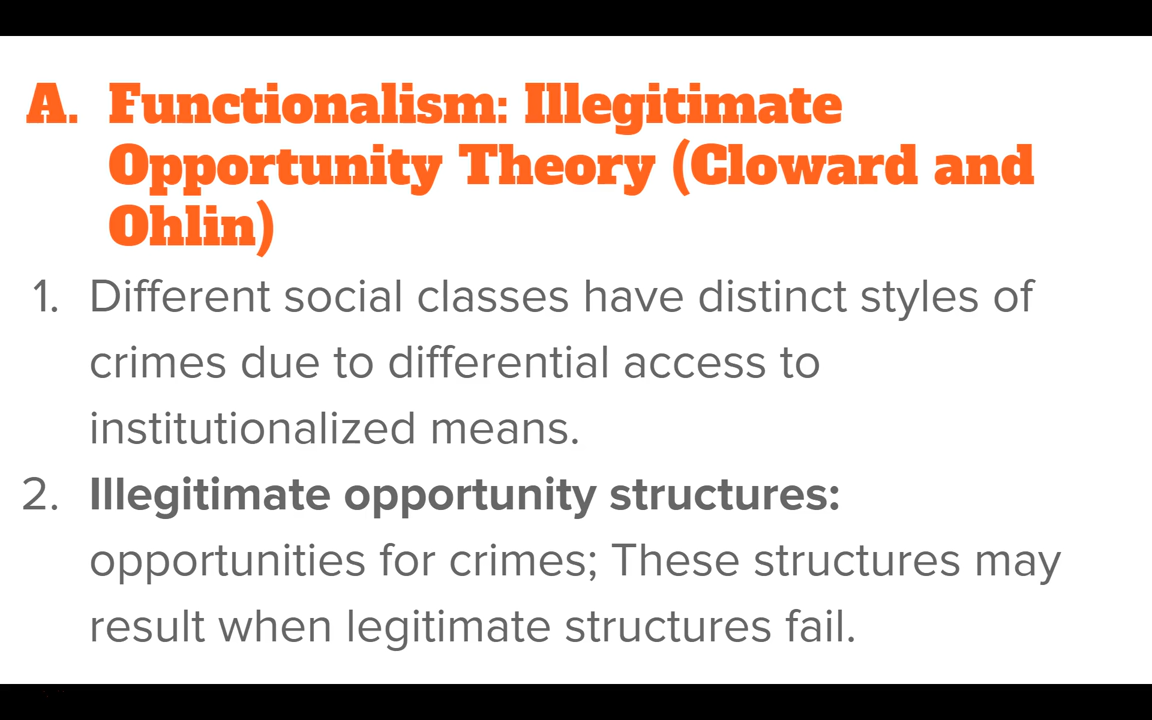 A. Functionalism: Illegitimate
Opportunity Theory (Cloward and
Ohlin)
1. Different social classes have distinct styles of
crimes due to differential access to
institutionalized means.
2. Illegitimate opportunity structures:
opportunities for crimes; These structures may
result when legitimate structures fail.